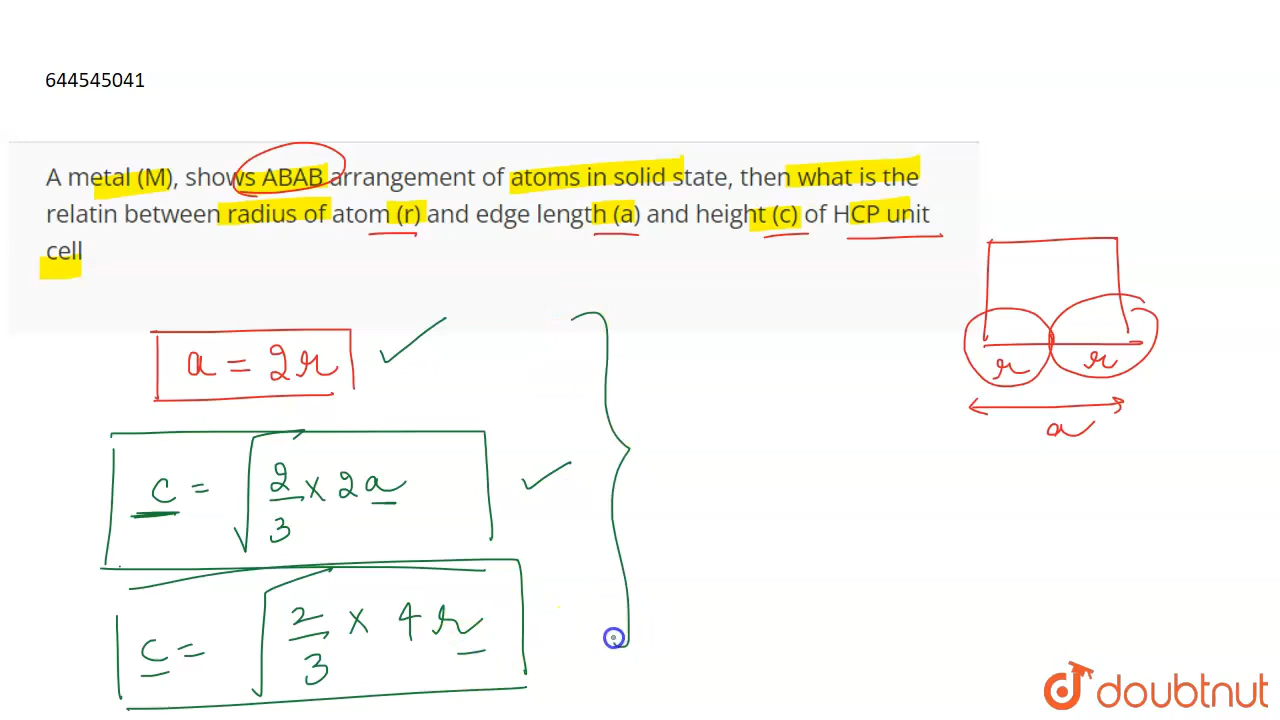 644545041
A metal (M), shows ABAB arrangement of atoms in solid state, then what is the
relatin between radius of atom (r) and edge length (a) and height (c) of HCP unit
cell
a = 2r
c = √2/3 × 2a
c = √2/3 × 4r
r r
a
doubtnut